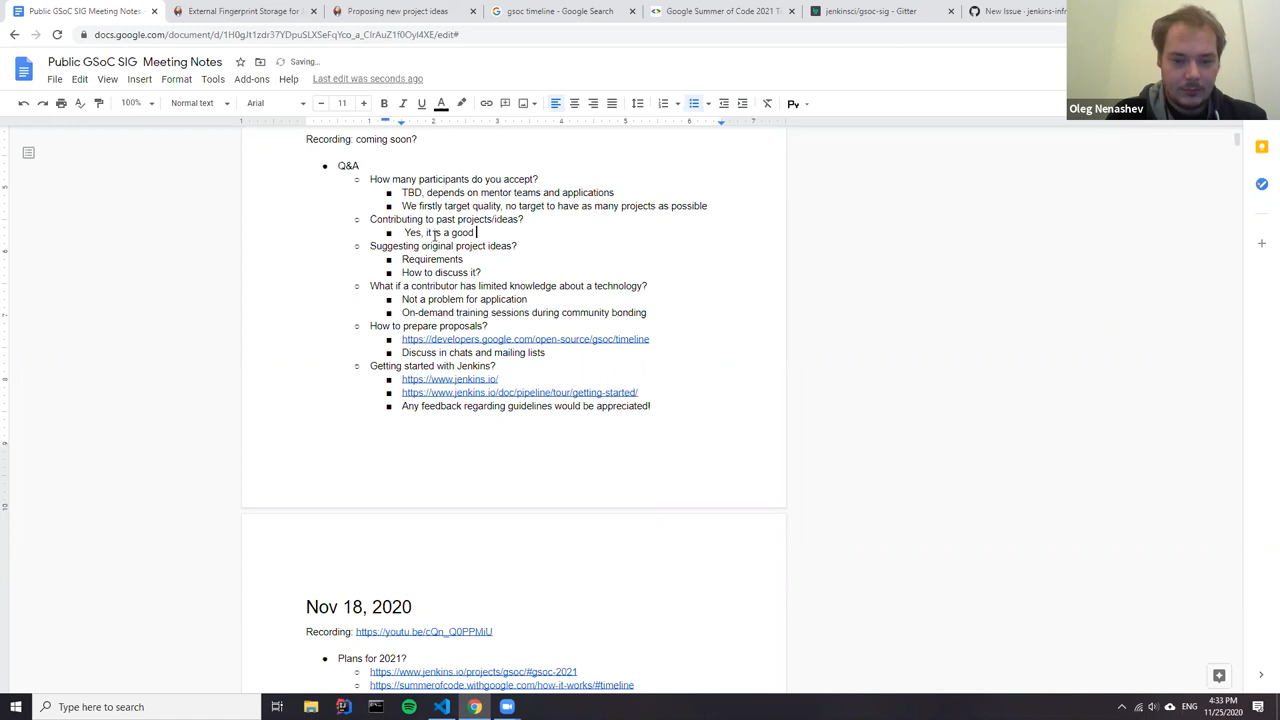 Public GSoC SIG Meeting Notes -
External Fingerprint Storage for J
Proposing new project ideas
gsoc timeline - Google Search
Google Summer of Code 2021 Ti
jenkinsci/gsoc-sig - Gitter
New Issue · jenkins-infr
docs.google.com/document/d/1H0gJt1zdr37YDpuSLXSeFqYco_a_CIrAuZ1f0Oyl4XE/edit#
Public GSoC SIG Meeting Notes
Saving...
File Edit View Insert Format Tools Add-ons Help Last edit was seconds ago
100% Normal text Arial 11
Oleg Nenashev
Recording: coming soon?
● Q&A
○ How many participants do you accept?
■ TBD, depends on mentor teams and applications
■ We firstly target quality, no target to have as many projects as possible
○ Contributing to past projects/ideas?
■ Yes, it is a good
○ Suggesting original project ideas?
■ Requirements
■ How to discuss it?
○ What if a contributor has limited knowledge about a technology?
■ Not a problem for application
■ On-demand training sessions during community bonding
○ How to prepare proposals?
■ https://developers.google.com/open-source/gsoc/timeline
■ Discuss in chats and mailing lists
○ Getting started with Jenkins?
■ https://www.jenkins.io/
■ https://www.jenkins.io/doc/pipeline/tour/getting-started/
■ Any feedback regarding guidelines would be appreciated!
Nov 18, 2020
Recording: https://youtu.be/cQn_Q0PPMiU
● Plans for 2021?
○ https://www.jenkins.io/projects/gsoc/#gsoc-2021
○ https://summerofcode.withgoogle.com/how-it-works/#timeline
Type here to search
ENG
4:33 PM
11/25/2020